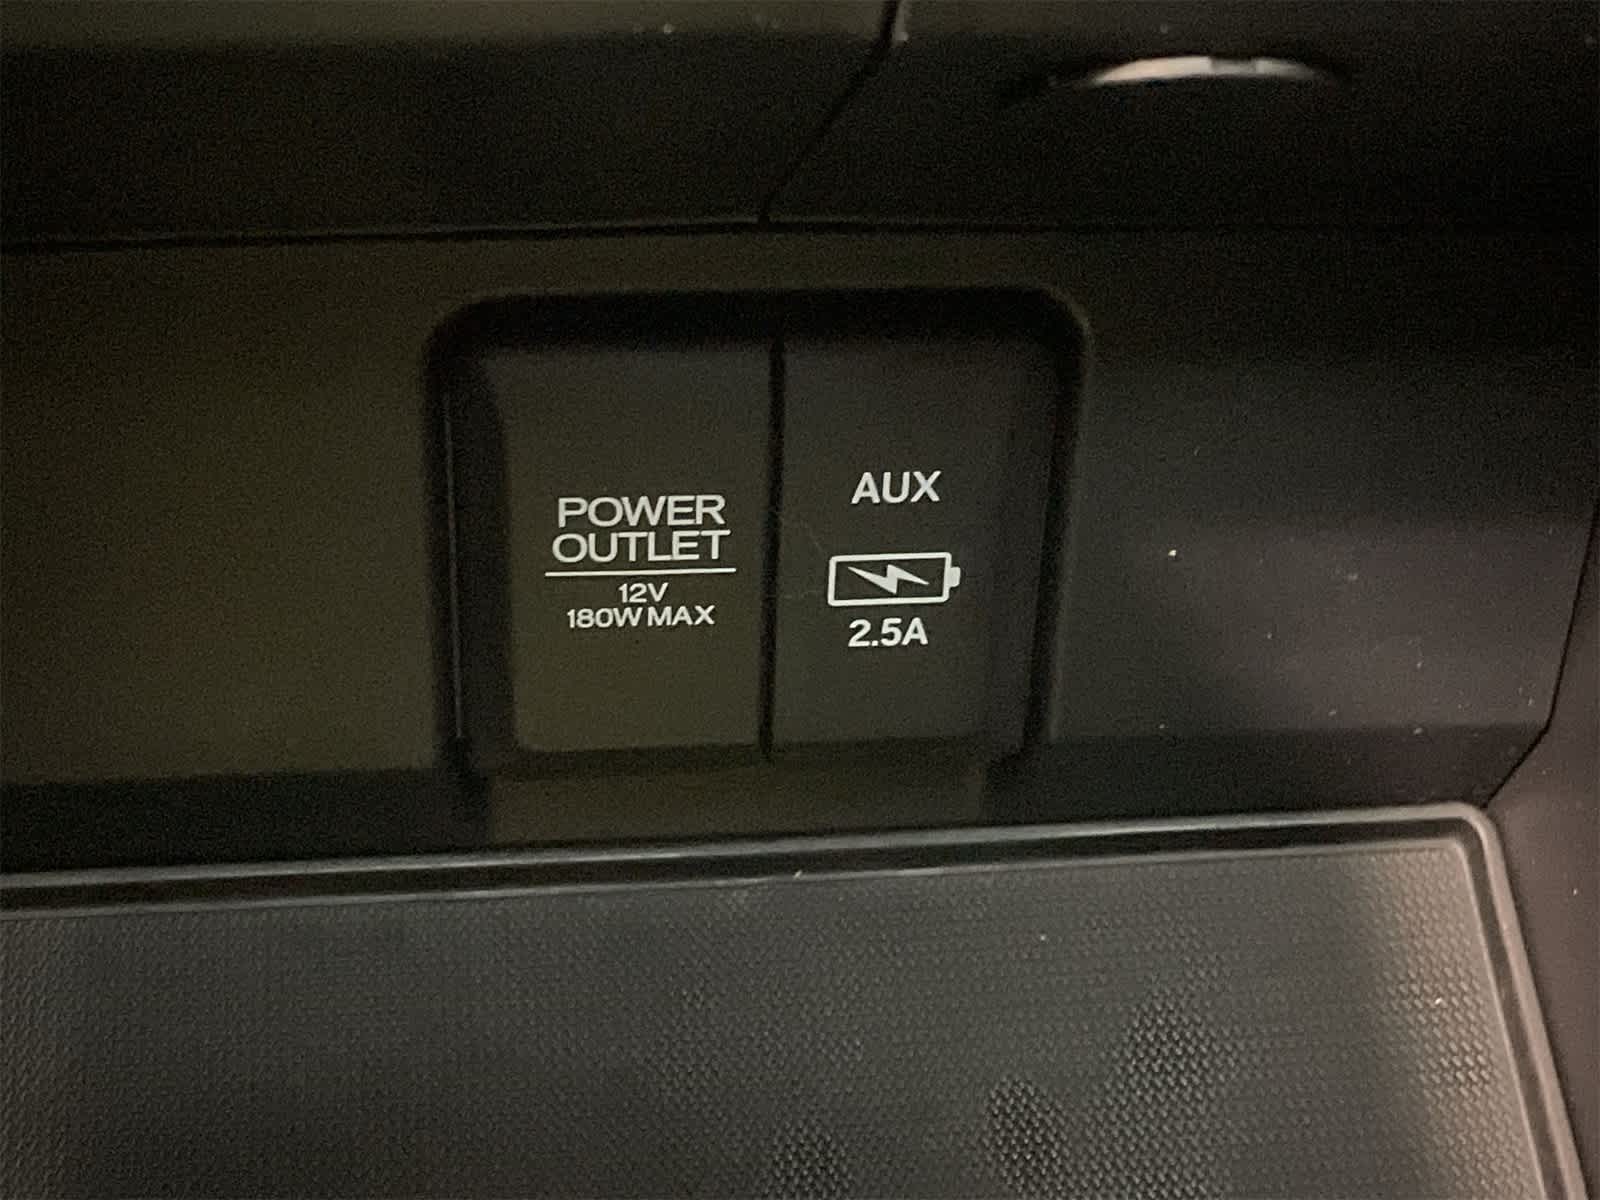 POWER
OUTLET
12V
180W MAX
AUX
2.5A